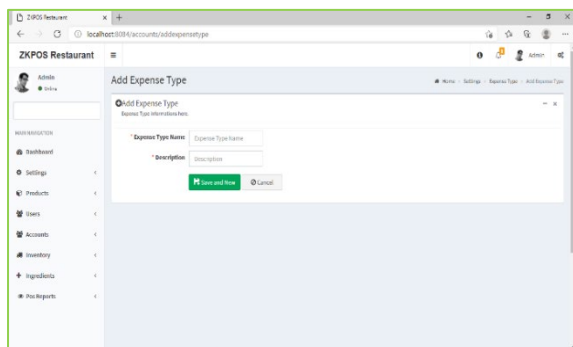 ZKPOS Restaurant
localhost:8084/accounts/addexpensetype
ZKPOS Restaurant
0
Admin
Admin
Online
Add Expense Type
Home > Settings > Expense Type > Add Expense Type
Add Expense Type
Expense Type Informations here.
MAIN NAVIGATION
* Expense Type Name
Expense Type Name
* Description
Description
Save and New
Cancel
Dashboard
Settings
Products
Users
Accounts
Inventory
Ingredients
Pos Reports